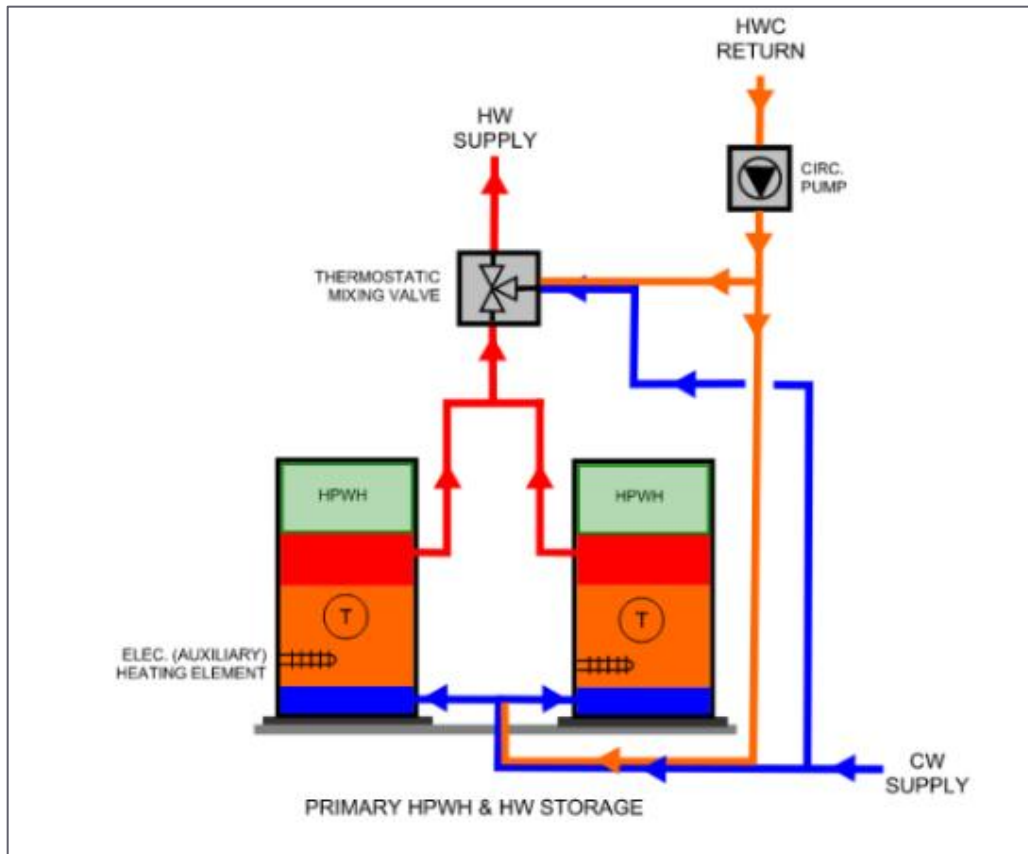 HWC
RETURN
HW
SUPPLY
CIRC.
PUMP
THERMOSTATIC
MIXING VALVE
HPWH
HPWH
T
T
ELEC. (AUXILIARY)
HEATING ELEMENT
CW
SUPPLY
PRIMARY HPWH & HW STORAGE